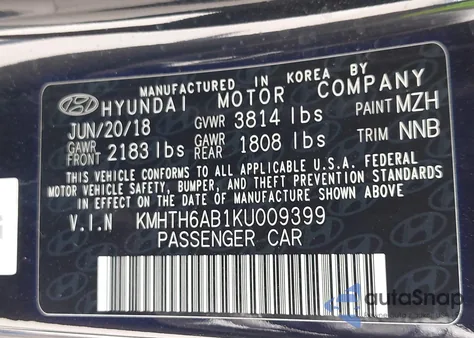 MANUFACTURED IN KOREA BY
HYUNDAI MOTOR COMPANY
JUN/20/18 GVWR 3814 lbs PAINT MZH
GAWR FRONT 2183 lbs GAWR REAR 1808 lbs TRIM NNB
THIS VEHICLE CONFORMS TO ALL APPLICABLE U.S.A. FEDERAL
MOTOR VEHICLE SAFETY, BUMPER, AND THEFT PREVENTION STANDARDS
IN EFFECT ON THE DATE OF MANUFACTURE SHOWN ABOVE
V.I.N KMHTH6AB1KU009399
PASSENGER CAR
autoSnap